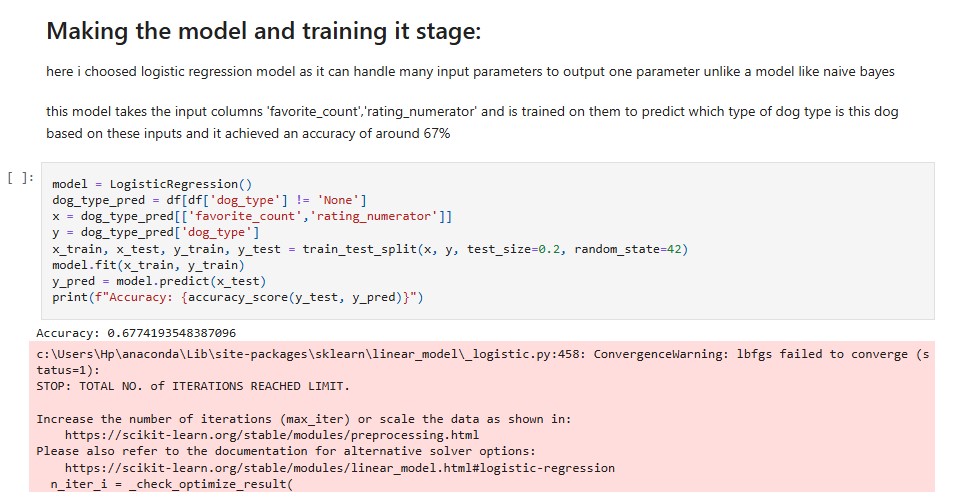 Making the model and training it stage:
here i choosed logistic regression model as it can handle many input parameters to output one parameter unlike a model like naive bayes
this model takes the input columns 'favorite_count','rating_numerator' and is trained on them to predict which type of dog type is this dog
based on these inputs and it achieved an accuracy of around 67%
[ ]:
model = LogisticRegression()
dog_type_pred = df[df['dog_type'] != 'None']
x = dog_type_pred[['favorite_count','rating_numerator']]
y = dog_type_pred['dog_type']
x_train, x_test, y_train, y_test = train_test_split(x, y, test_size=0.2, random_state=42)
model.fit(x_train, y_train)
y_pred = model.predict(x_test)
print(f"Accuracy: {accuracy_score(y_test, y_pred)}")
Accuracy: 0.6774193548387096
c:\Users\Hp\anaconda\Lib\site-packages\sklearn\linear_model\_logistic.py:458: ConvergenceWarning: lbfgs failed to converge (s
tatus=1):
STOP: TOTAL NO. of ITERATIONS REACHED LIMIT.
Increase the number of iterations (max_iter) or scale the data as shown in:
    https://scikit-learn.org/stable/modules/preprocessing.html
Please also refer to the documentation for alternative solver options:
    https://scikit-learn.org/stable/modules/linear_model.html#logistic-regression
  n_iter_i = _check_optimize_result(